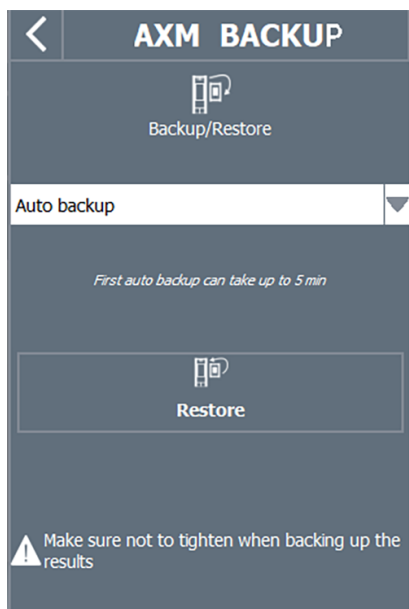 AXM BACKUP
Backup/Restore
Auto backup
First auto backup can take up to 5 min
Restore
Make sure not to tighten when backing up the
results